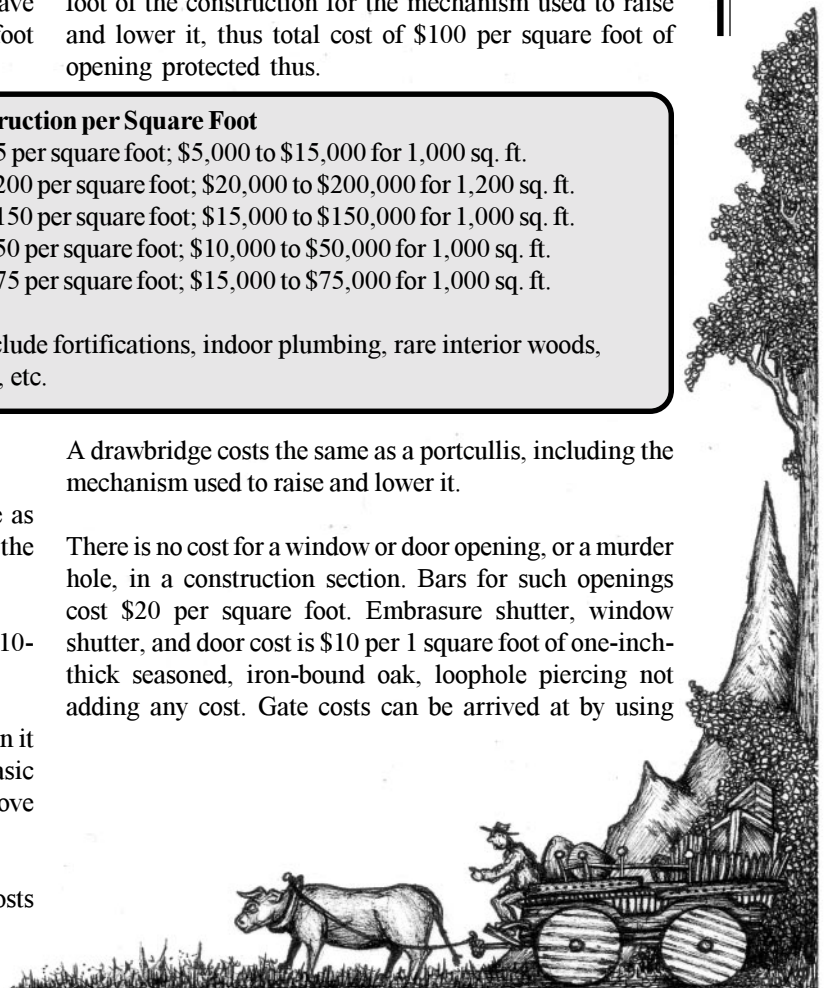 ave
foot
foot of the construction for the mechanism used to raise
and lower it, thus total cost of $100 per square foot of
opening protected thus.
ruction per Square Foot
5 per square foot; $5,000 to $15,000 for 1,000 sq. ft.
200 per square foot; $20,000 to $200,000 for 1,200 sq. ft.
150 per square foot; $15,000 to $150,000 for 1,000 sq. ft.
50 per square foot; $10,000 to $50,000 for 1,000 sq. ft.
75 per square foot; $15,000 to $75,000 for 1,000 sq. ft.
clude fortifications, indoor plumbing, rare interior woods,
, etc.
e as
the
10-
n it
asic
ove
osts
A drawbridge costs the same as a portcullis, including the
mechanism used to raise and lower it.
There is no cost for a window or door opening, or a murder
hole, in a construction section. Bars for such openings
cost $20 per square foot. Embrasure shutter, window
shutter, and door cost is $10 per 1 square foot of one-inch-
thick seasoned, iron-bound oak, loophole piercing not
adding any cost. Gate costs can be arrived at by using